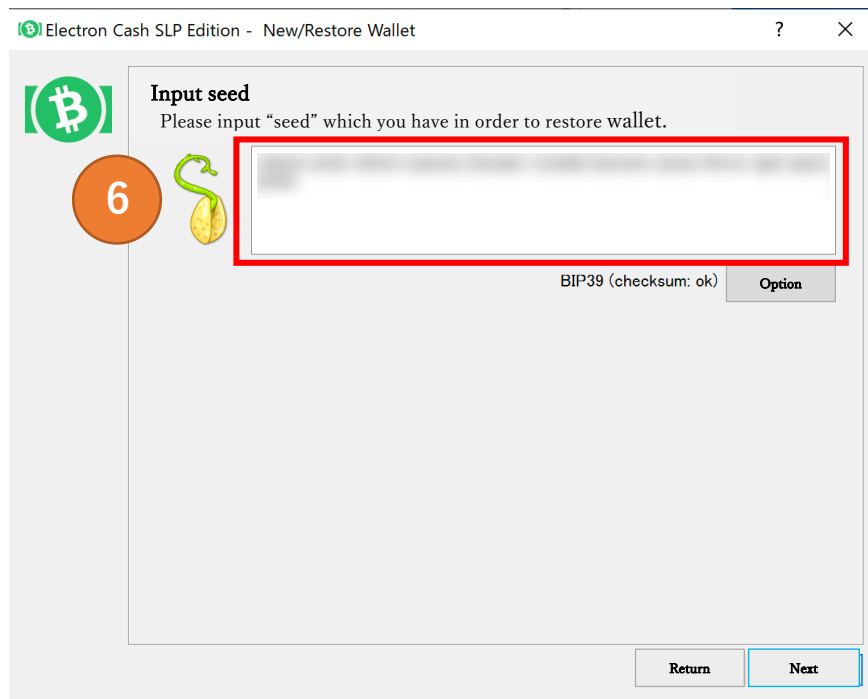 Electron Cash SLP Edition - New/Restore Wallet
Input seed
Please input “seed” which you have in order to restore wallet.
6
BIP39 (checksum: ok)
Option
Return
Next